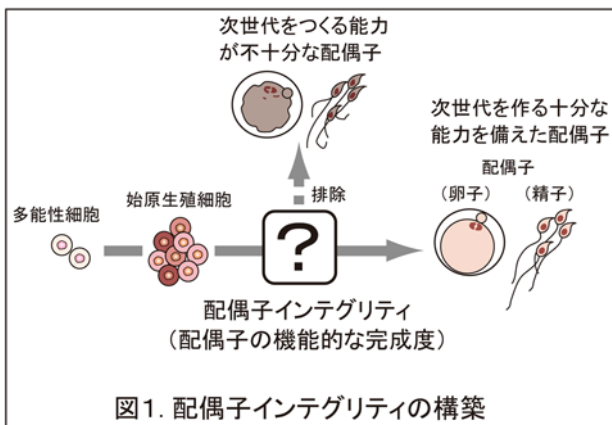 次世代をつくる能力
が不十分な配偶子
次世代を作る十分な
能力を備えた配偶子
配偶子
(卵子)
(精子)
多能性細胞
始原生殖細胞
排除
?
配偶子インテグリティ
(配偶子の機能的な完成度)
図1. 配偶子インテグリティの構築